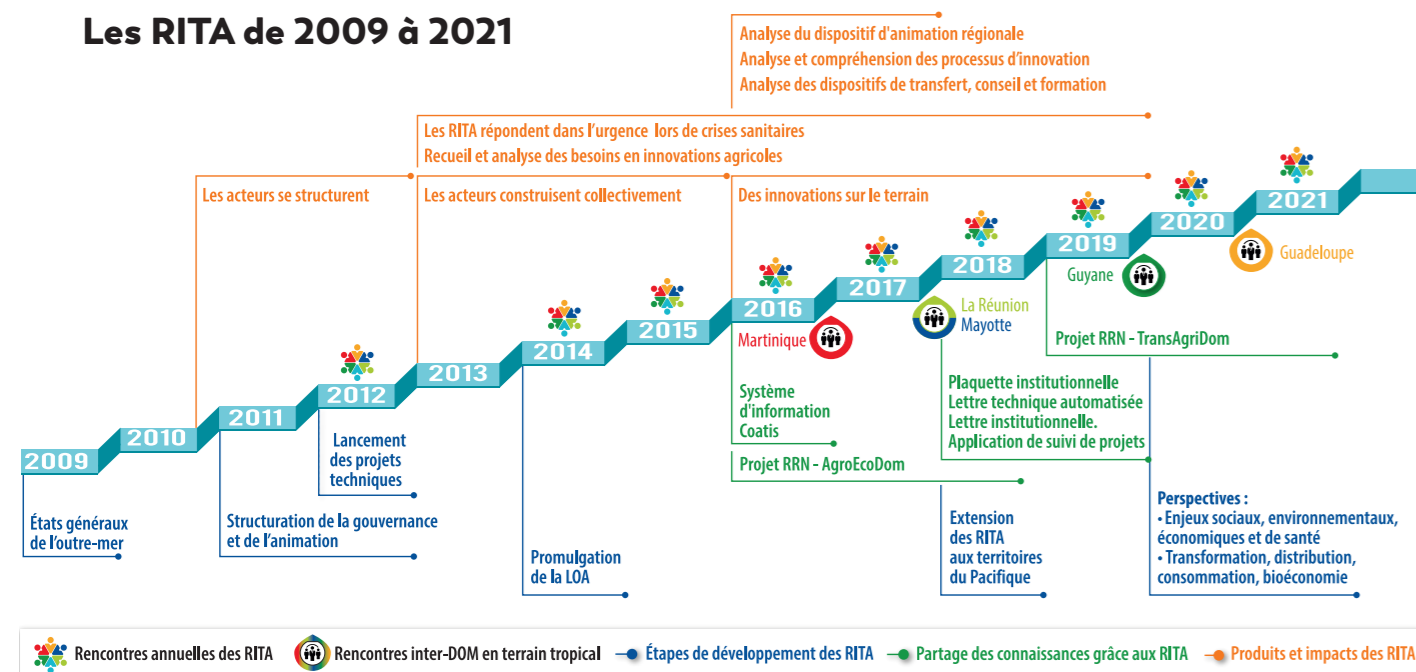 Les RITA de 2009 à 2021
Analyse du dispositif d'animation régionale
Analyse et compréhension des processus d'innovation
Analyse des dispositifs de transfert, conseil et formation
Les RITA répondent dans l'urgence lors de crises sanitaires
Recueil et analyse des besoins en innovations agricoles
Les acteurs se structurent
Les acteurs construisent collectivement
Des innovations sur le terrain
2009
2010
2011
2012
2013
2014
2015
2016
2017
2018
2019
2020
2021
Martinique
La Réunion
Mayotte
Guyane
Guadeloupe
Projet RRN - TransAgriDom
Système
d'information
Coatis
Projet RRN - AgroEcoDom
Plaquette institutionnelle
Lettre technique automatisée
Lettre institutionnelle.
Application de suivi de projets
États généraux
de l'outre-mer
Structuration de la gouvernance
et de l'animation
Lancement
des projets
techniques
Promulgation
de la LOA
Extension
des RITA
aux territoires
du Pacifique
Perspectives :
• Enjeux sociaux, environnementaux,
économiques et de santé
• Transformation, distribution,
consommation, bioéconomie
Rencontres annuelles des RITA
Rencontres inter-DOM en terrain tropical
Étapes de développement des RITA
Partage des connaissances grâce aux RITA
Produits et impacts des RITA